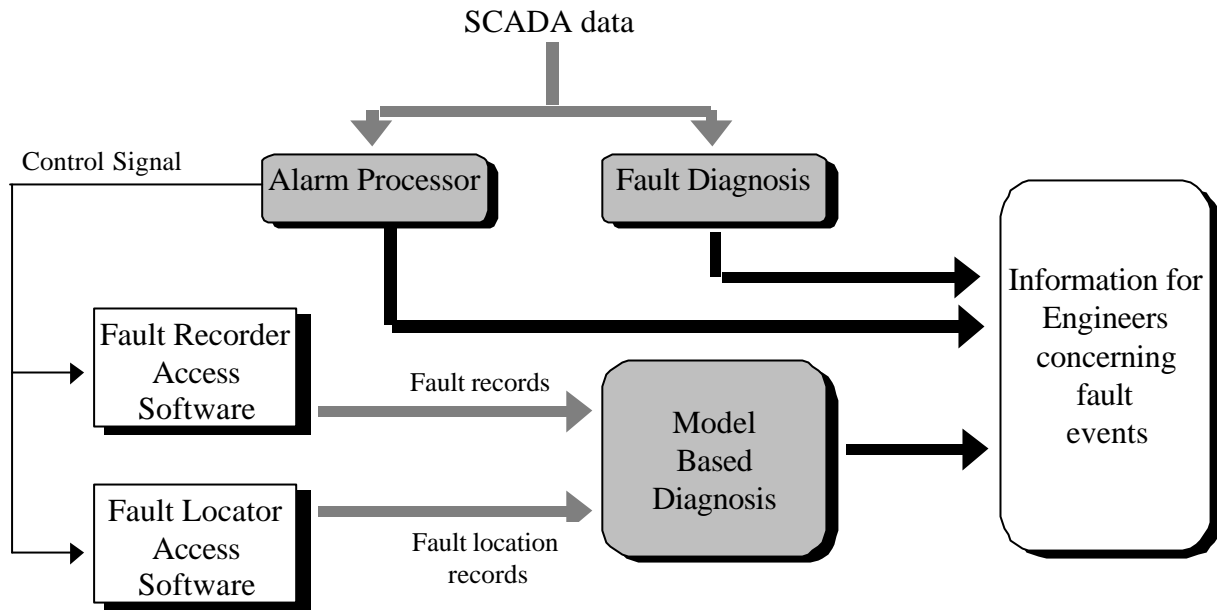 SCADA data
Control Signal
Alarm Processor
Fault Diagnosis
Information for
Engineers
concerning
fault
events
Fault Recorder
Access
Software
Fault records
Model
Based
Diagnosis
Fault Locator
Access
Software
Fault location
records